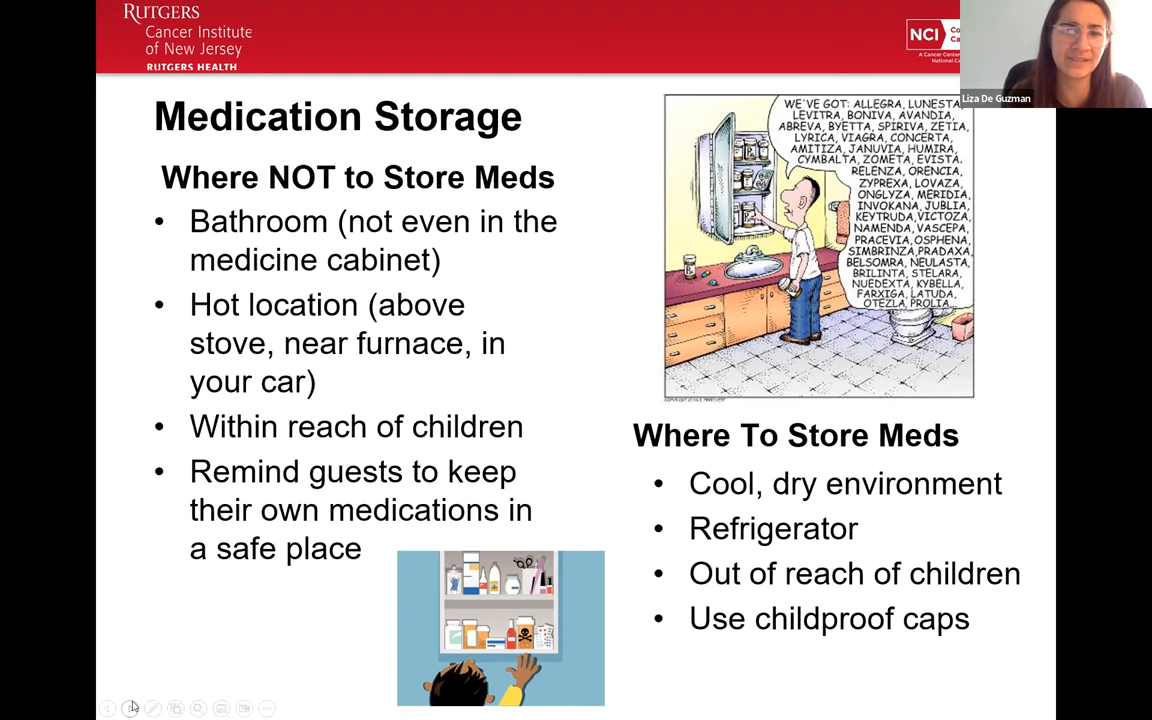 RUTGERS
Cancer Institute
of New Jersey
RUTGERS HEALTH
NCI
A Cancer Center
National Ca
Liza De Guzman
Medication Storage
Where NOT to Store Meds
• Bathroom (not even in the
medicine cabinet)
• Hot location (above
stove, near furnace, in
your car)
• Within reach of children
• Remind guests to keep
their own medications in
a safe place
WE'VE GOT: ALLEGRA, LUNESTA,
LEVITRA, BONIVA, AVANDIA,
ABREVA, BYETTA, SPIRIVA, ZETIA,
LYRICA, VIAGRA, CONCERTA,
AMITIZA, JANUVIA, HUMIRA,
CYMBALTA, ZOMETA, EVISTA.
RELENZA, ORENCIA,
ZYPREXA, LOVAZA,
ONGLYZA, MERIDIA,
INVOKANA, JUBLIA,
KEYTRUDA, VICTOZA,
NAMENDA, VASCEPA,
PRACEVIA, OSPHENA,
SIMBRINZA, PRADAXA,
BELSOMRA, NEULASTA,
BRILINTA, STELARA,
NUEDEXTA, KYBELLA,
FARXIGA, LATUDA,
OTEZLA, PROLIA...
Where To Store Meds
• Cool, dry environment
• Refrigerator
• Out of reach of children
• Use childproof caps